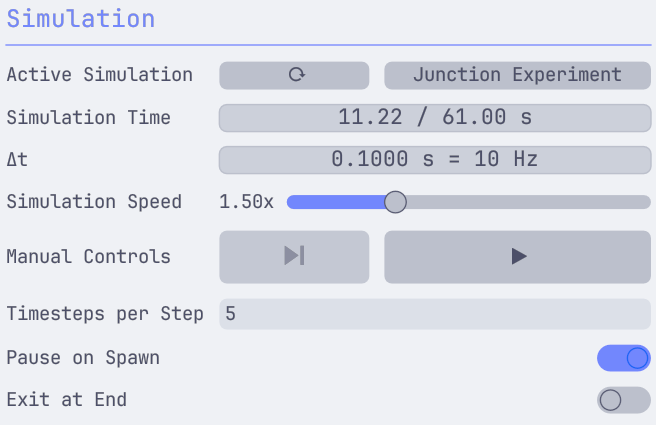 Simulation
Active Simulation Junction Experiment
Simulation Time 11.22 / 61.00 s
Δt 0.1000 s = 10 Hz
Simulation Speed 1.50x
Manual Controls
Timesteps per Step 5
Pause on Spawn
Exit at End